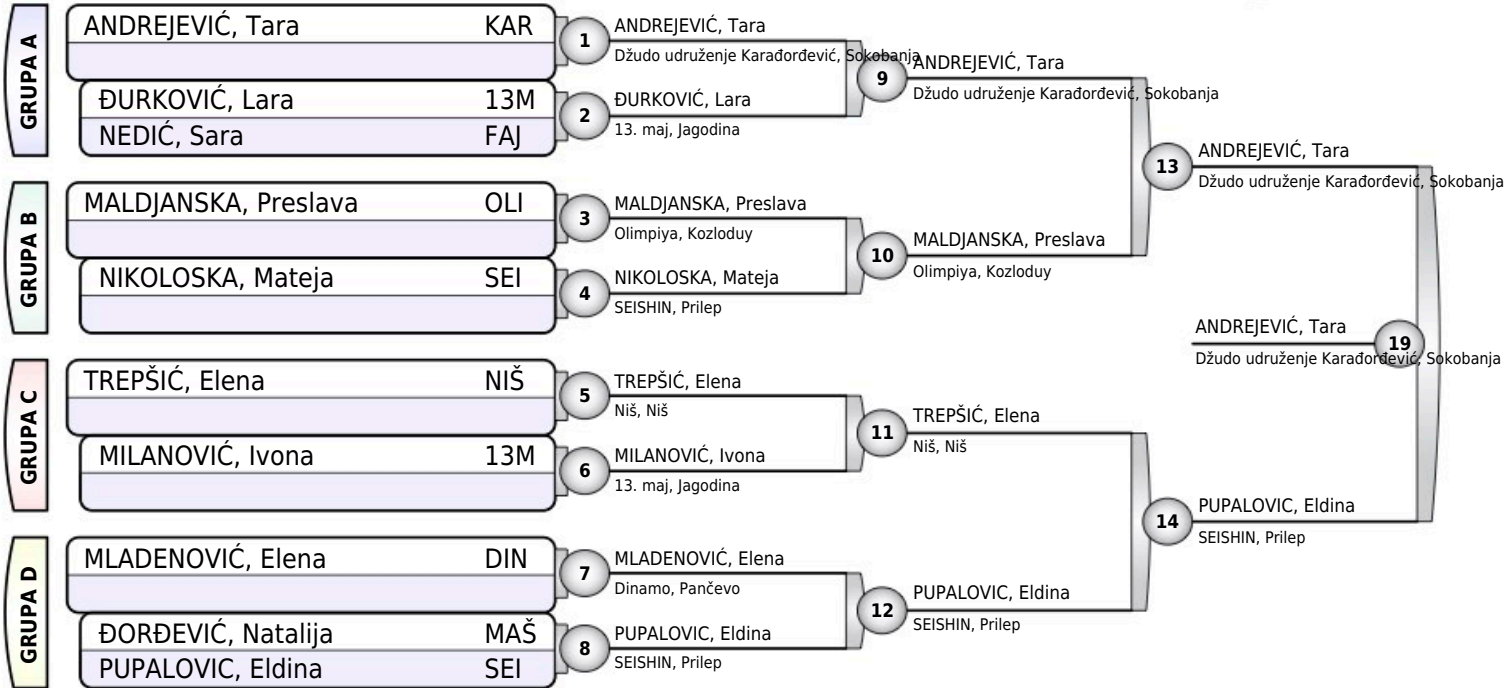 GRUPA A
ANDREJEVIĆ, Tara KAR
ĐURKOVIĆ, Lara 13M
NEDIĆ, Sara FAJ
GRUPA B
MALDJANSKA, Preslava OLI
NIKOLOSKA, Mateja SEI
GRUPA C
TREPŠIĆ, Elena NIŠ
MILANOVIĆ, Ivona 13M
GRUPA D
MLADENOVIĆ, Elena DIN
ĐORĐEVIĆ, Natalija MAŠ
PUPALOVIC, Eldina SEI
1
ANDREJEVIĆ, Tara
Džudo udruženje Karađorđević, Sokobanja
2
ĐURKOVIĆ, Lara
13. maj, Jagodina
3
MALDJANSKA, Preslava
Olimpiya, Kozloduy
4
NIKOLOSKA, Mateja
SEISHIN, Prilep
5
TREPŠIĆ, Elena
Niš, Niš
6
MILANOVIĆ, Ivona
13. maj, Jagodina
7
MLADENOVIĆ, Elena
Dinamo, Pančevo
8
PUPALOVIC, Eldina
SEISHIN, Prilep
9
ANDREJEVIĆ, Tara
Džudo udruženje Karađorđević, Sokobanja
10
MALDJANSKA, Preslava
Olimpiya, Kozloduy
11
TREPŠIĆ, Elena
Niš, Niš
12
PUPALOVIC, Eldina
SEISHIN, Prilep
13
ANDREJEVIĆ, Tara
Džudo udruženje Karađorđević, Sokobanja
14
PUPALOVIC, Eldina
SEISHIN, Prilep
19
ANDREJEVIĆ, Tara
Džudo udruženje Karađorđević, Sokobanja